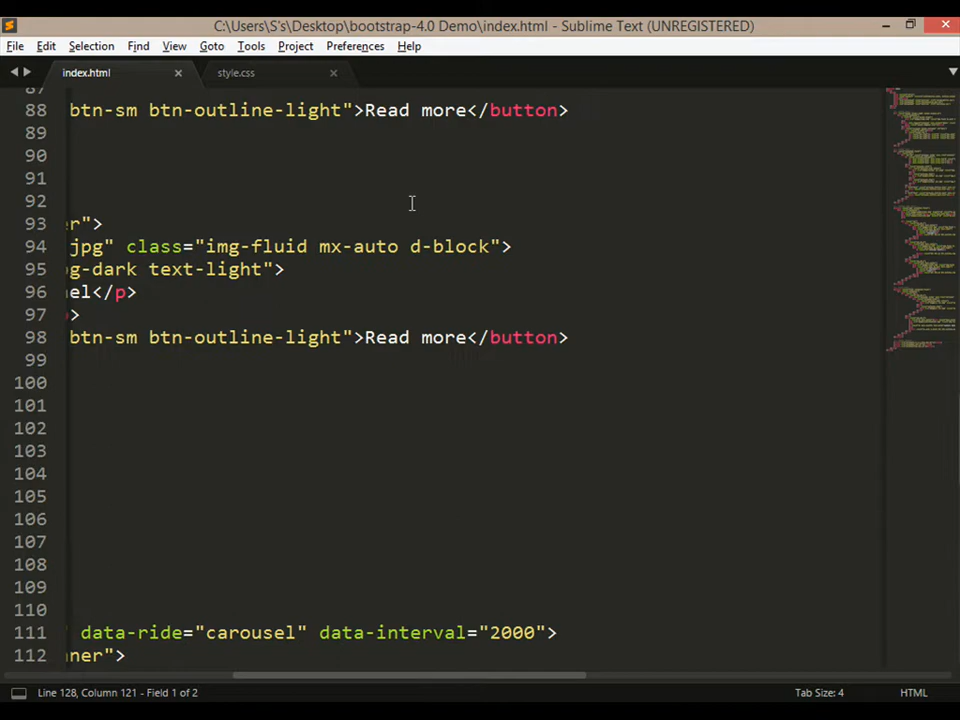 C:\Users\S's\Desktop\bootstrap-4.0 Demo\index.html - Sublime Text (UNREGISTERED)
File Edit Selection Find View Goto Tools Project Preferences Help
index.html style.css
87
88 btn-sm btn-outline-light">Read more</button>
89
90
91
92
93 er">
94 jpg" class="img-fluid mx-auto d-block">
95 bg-dark text-light">
96 nel</p>
97 >
98 btn-sm btn-outline-light">Read more</button>
99
100
101
102
103
104
105
106
107
108
109
110
111 " data-ride="carousel" data-interval="2000">
112 nner">
Line 128, Column 121 - Field 1 of 2 Tab Size: 4 HTML